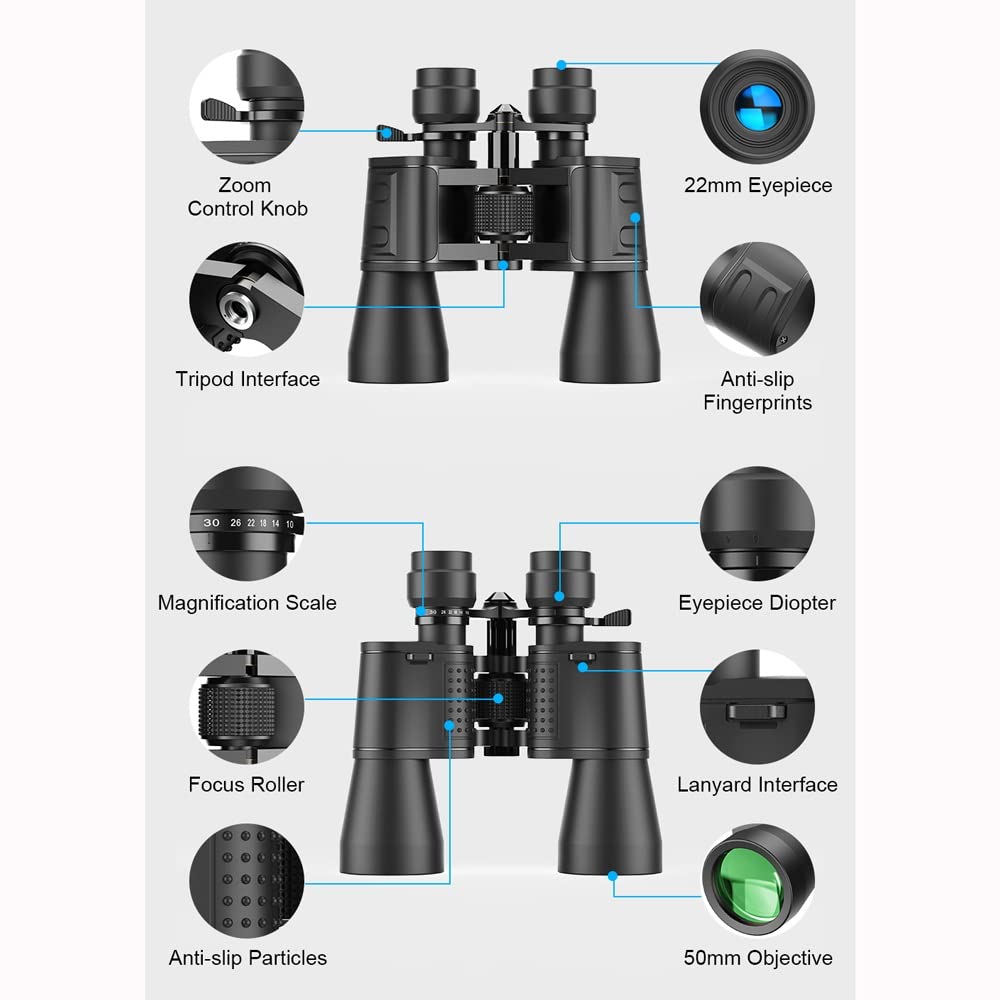 Zoom
Control Knob
22mm Eyepiece
Tripod Interface
Anti-slip
Fingerprints
30 26 22 18 14 10
Magnification Scale
Eyepiece Diopter
Focus Roller
Lanyard Interface
Anti-slip Particles
50mm Objective